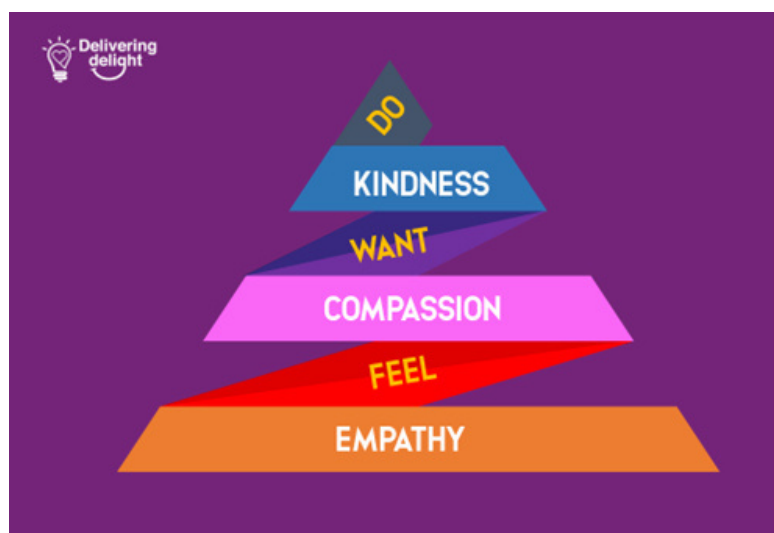 Delivering
delight
DO
KINDNESS
WANT
COMPASSION
FEEL
EMPATHY